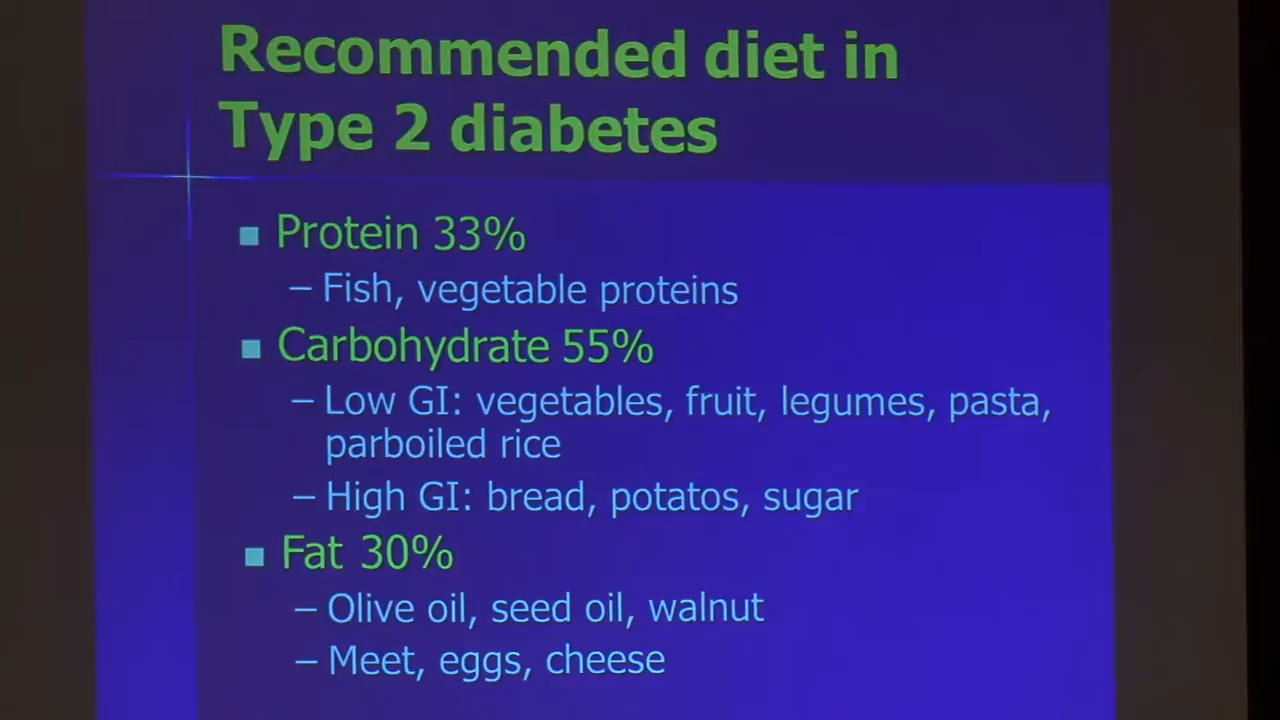 Recommended diet in
Type 2 diabetes
Protein 33%
– Fish, vegetable proteins
Carbohydrate 55%
– Low GI: vegetables, fruit, legumes, pasta,
parboiled rice
– High GI: bread, potatos, sugar
Fat 30%
– Olive oil, seed oil, walnut
– Meet, eggs, cheese